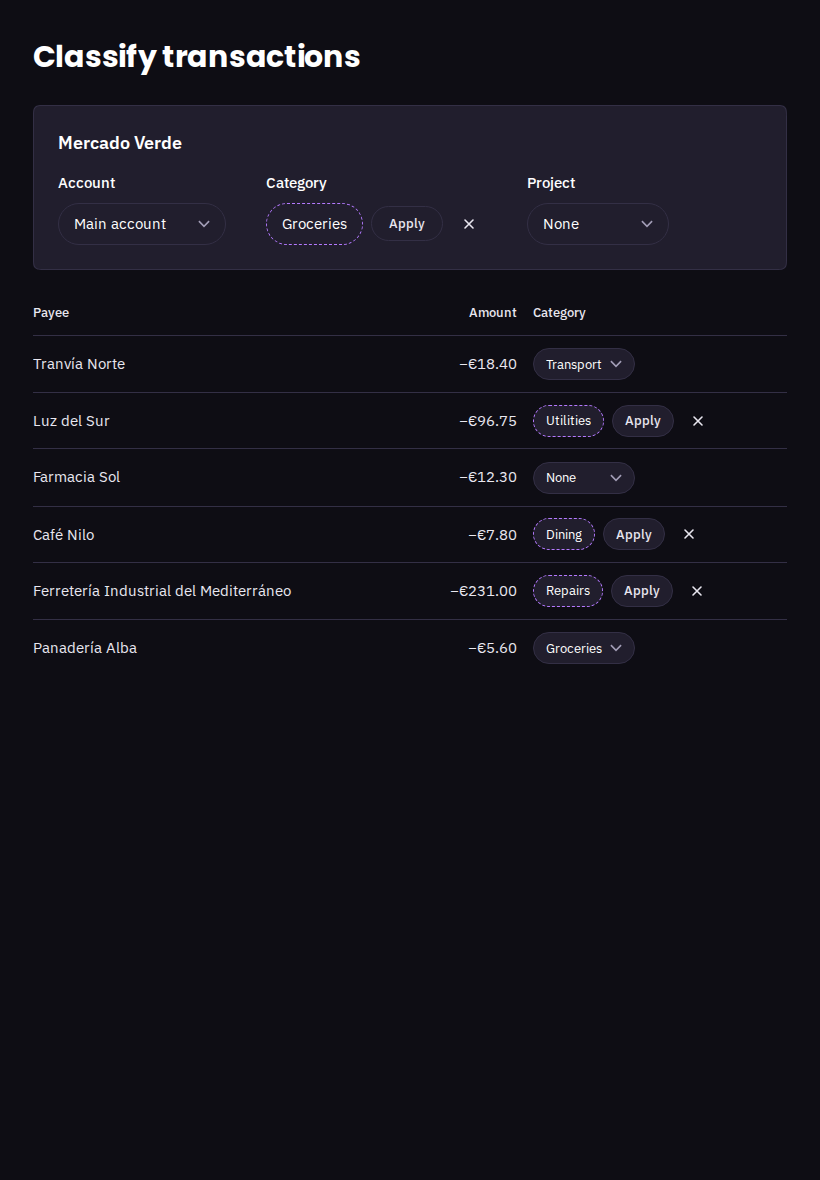 Classify transactions
Mercado Verde
Account Category Project
Main account Groceries Apply None
Payee Amount Category
Tranvía Norte −€18.40 Transport
Luz del Sur −€96.75 Utilities Apply
Farmacia Sol −€12.30 None
Café Nilo −€7.80 Dining Apply
Ferretería Industrial del Mediterráneo −€231.00 Repairs Apply
Panadería Alba −€5.60 Groceries